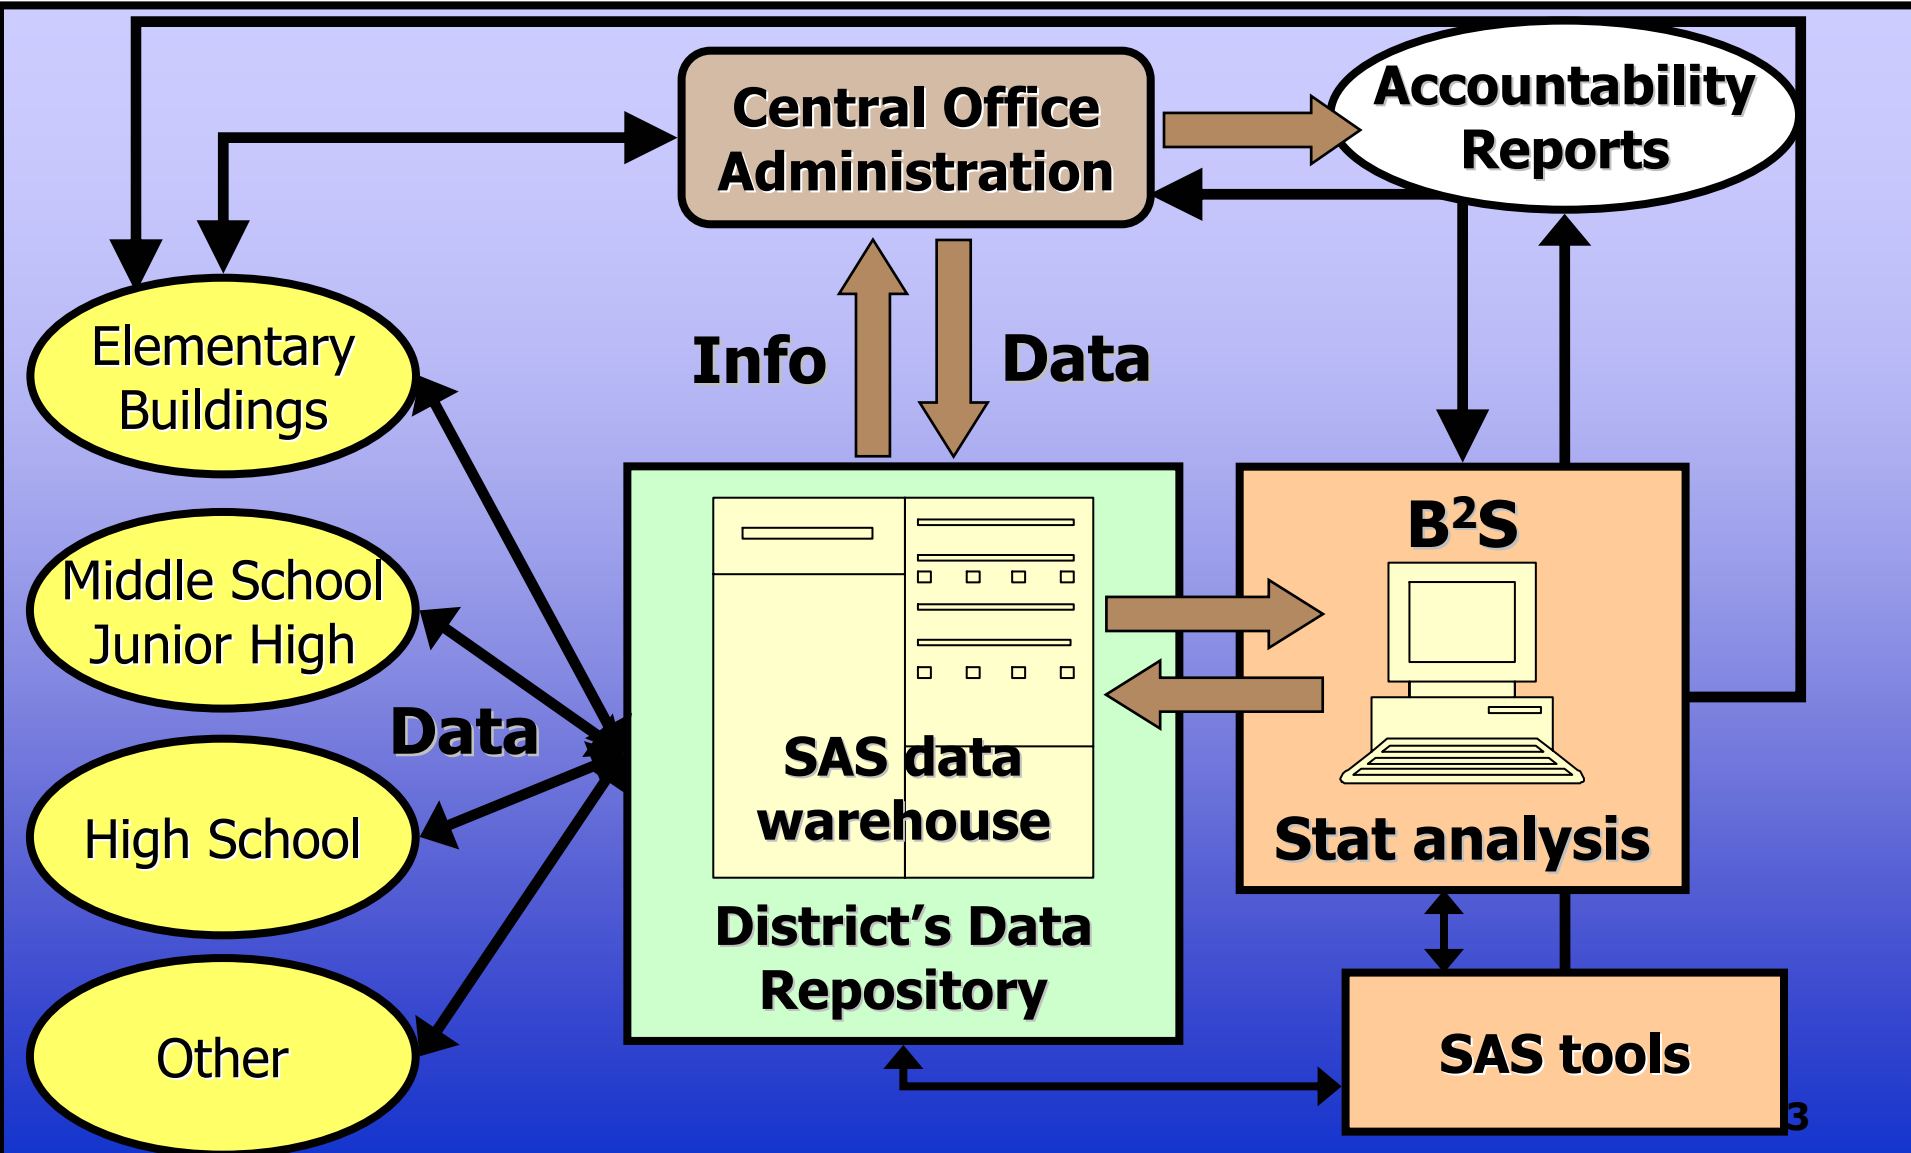 Central Office
Administration
Accountability
Reports
Elementary
Buildings
Info
Data
Middle School
Junior High
Data
High School
Other
SAS data
warehouse
District’s Data
Repository
B²S
Stat analysis
SAS tools
3